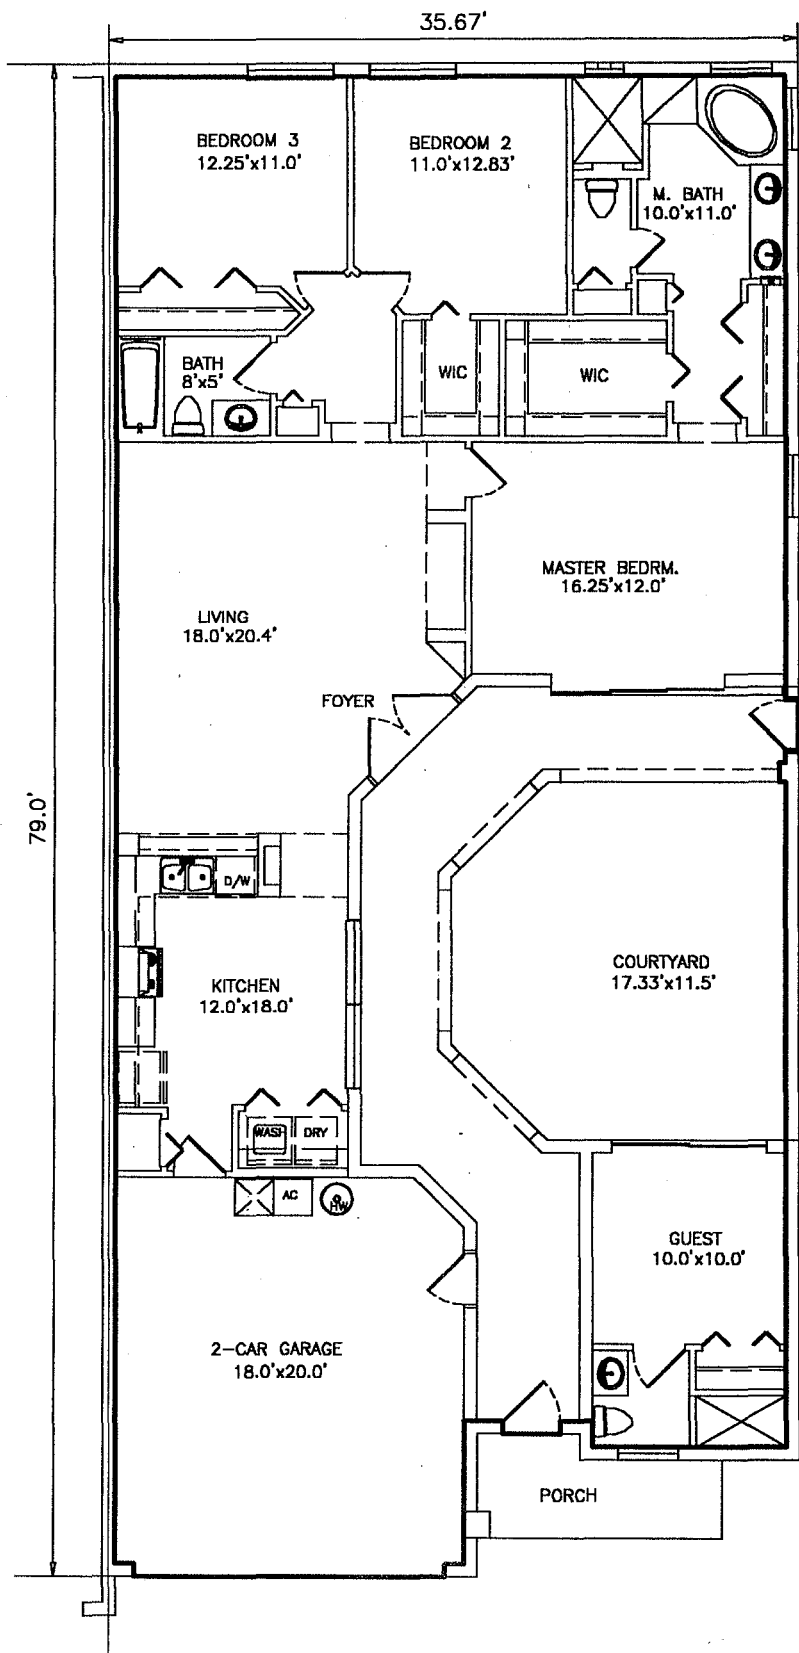 35.67'
BEDROOM 3
12.25'x11.0'
BEDROOM 2
11.0'x12.83'
M. BATH
10.0'x11.0'
BATH
8'x5'
WIC
WIC
MASTER BEDRM.
16.25'x12.0'
LIVING
18.0'x20.4'
FOYER
79.0'
D/W
KITCHEN
12.0'x18.0'
COURTYARD
17.33'x11.5'
WASH
DRY
AC
HW
GUEST
10.0'x10.0'
2-CAR GARAGE
18.0'x20.0'
PORCH